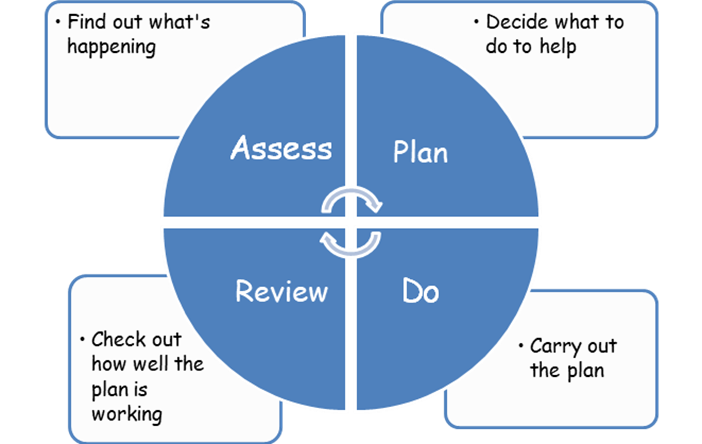 • Find out what's
happening
• Decide what to
do to help
Assess
Plan
Review
Do
• Check out
how well the
plan is
working
• Carry out
the plan